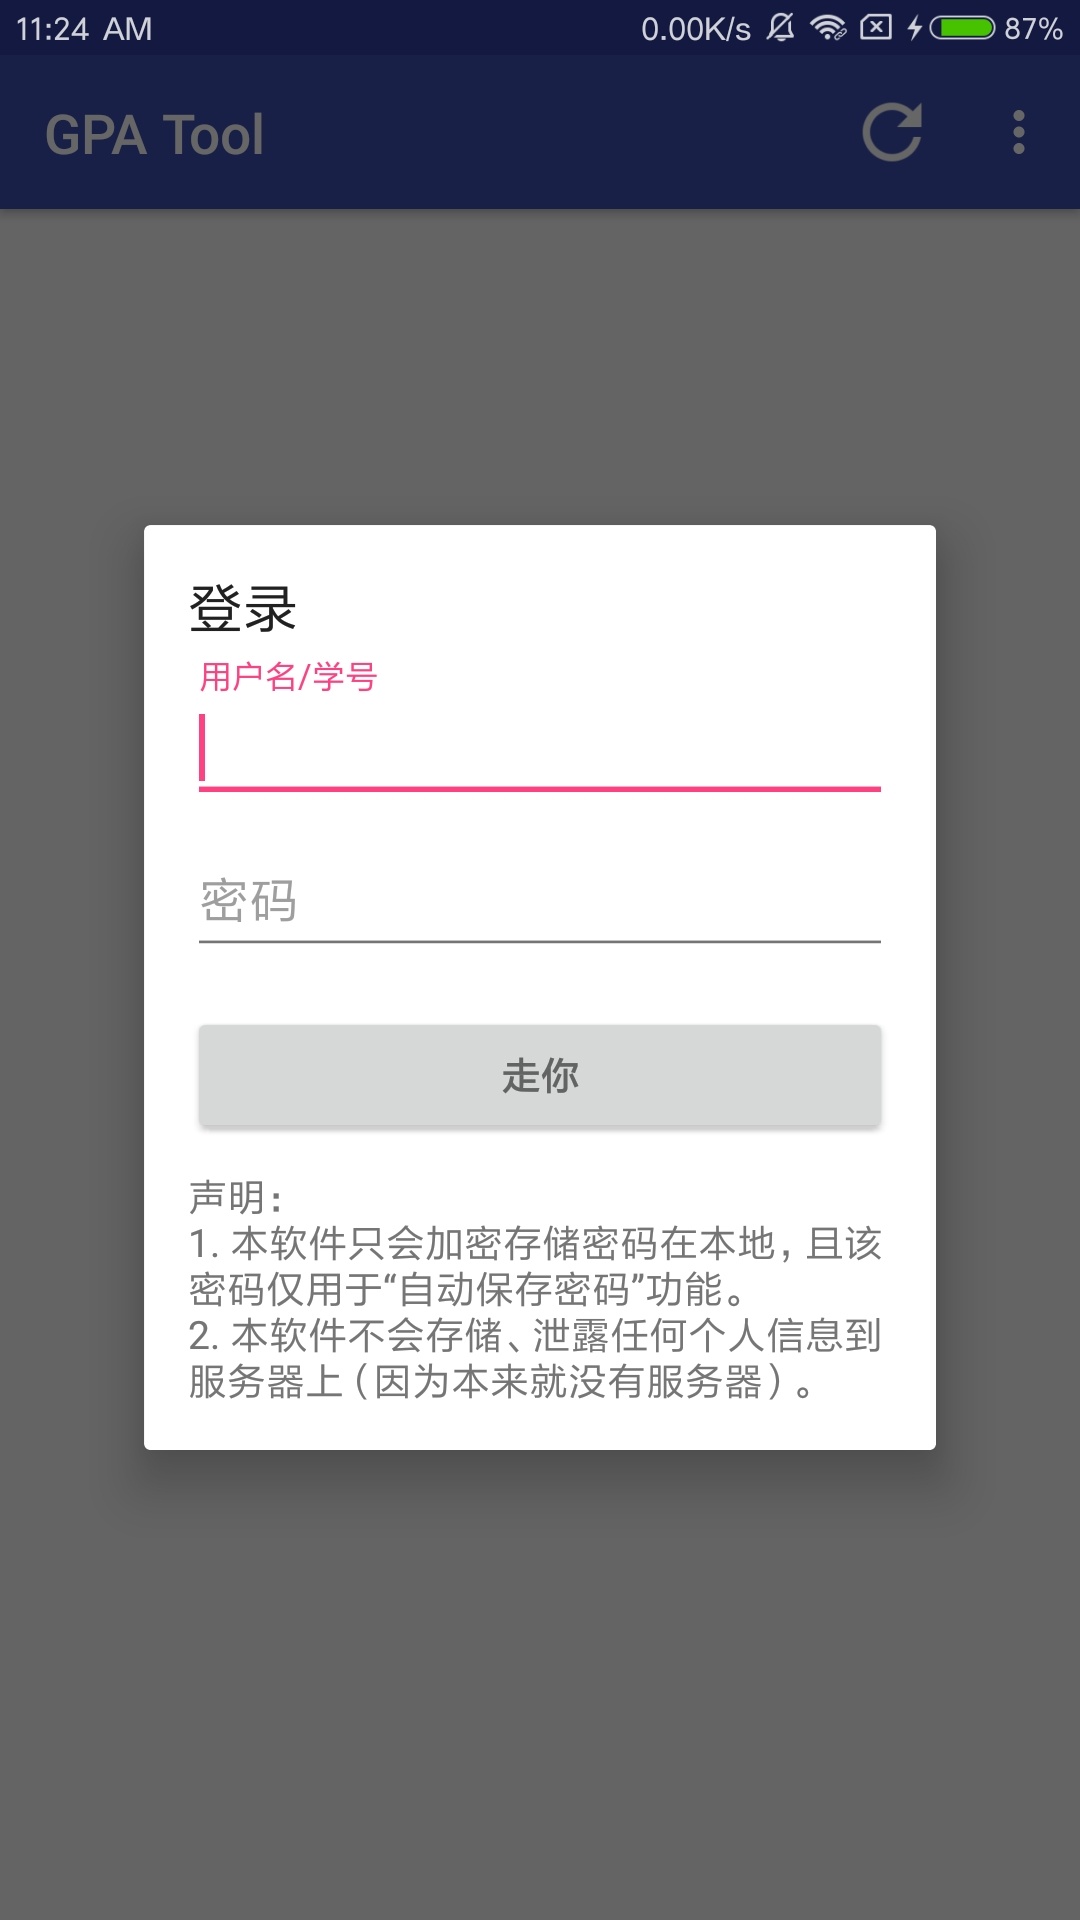 11:24 AM 0.00K/s 87%
GPA Tool
登录
用户名/学号
密码
走你
声明：
1. 本软件只会加密存储密码在本地，且该
密码仅用于“自动保存密码”功能。
2. 本软件不会存储、泄露任何个人信息到
服务器上（因为本来就没有服务器）。